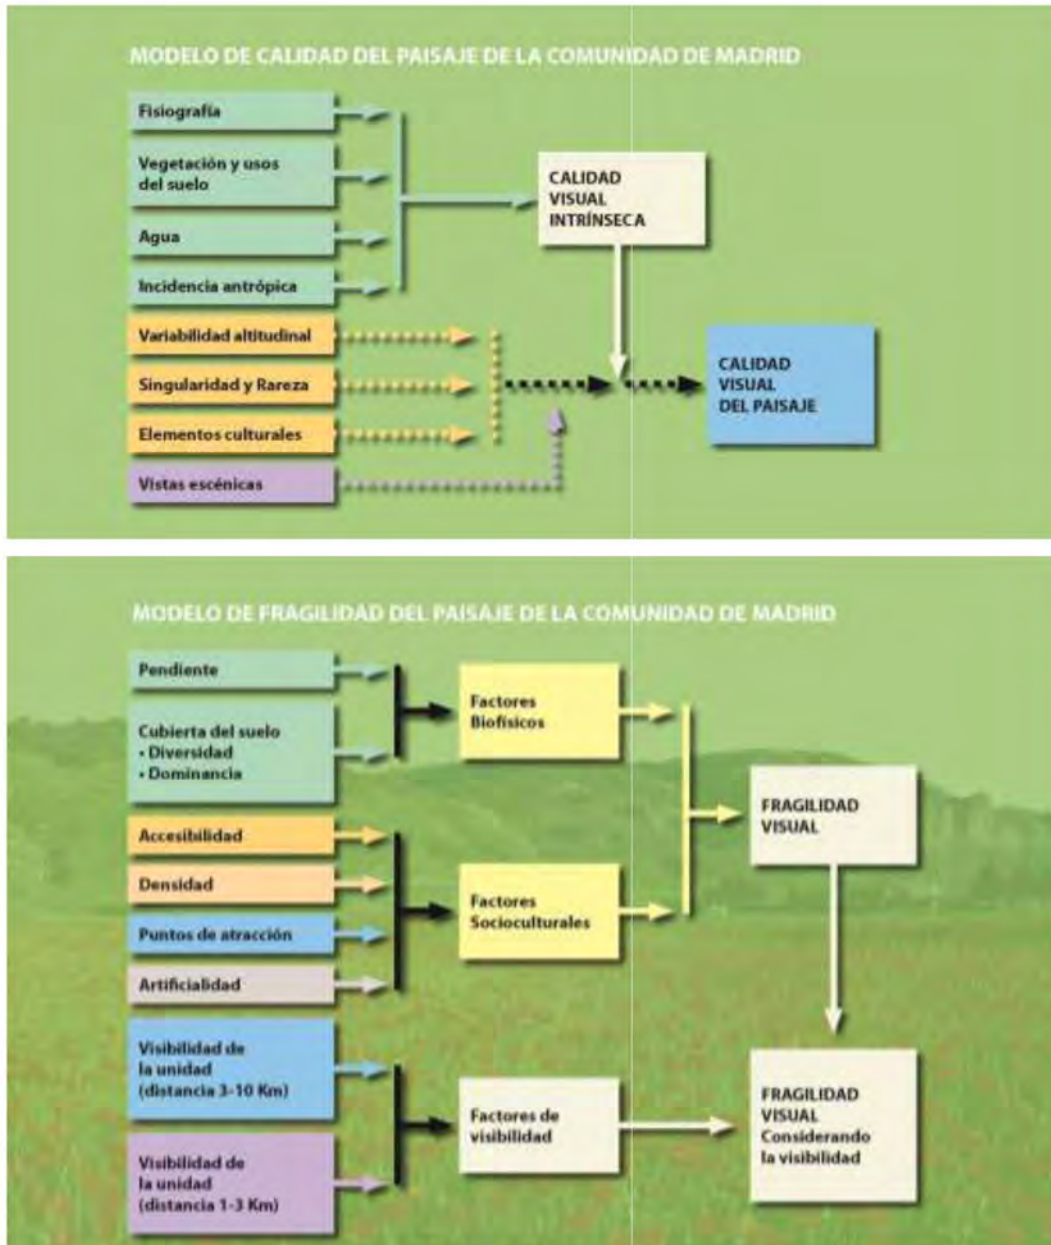 MODELO DE CALIDAD DEL PAISAJE DE LA COMUNIDAD DE MADRID
Fisiografía
Vegetación y usos
del suelo
Agua
Incidencia antrópica
Variabilidad altitudinal
Singularidad y Rareza
Elementos culturales
Vistas escénicas
CALIDAD
VISUAL
INTRÍNSECA
CALIDAD
VISUAL
DEL PAISAJE
MODELO DE FRAGILIDAD DEL PAISAJE DE LA COMUNIDAD DE MADRID
Pendiente
Cubierta del suelo
• Diversidad
• Dominancia
Accesibilidad
Densidad
Puntos de atracción
Artificialidad
Visibilidad de
la unidad
(distancia 3-10 Km)
Visibilidad de
la unidad
(distancia 1-3 Km)
Factores
Biofísicos
Factores
Socioculturales
Factores de
visibilidad
FRAGILIDAD
VISUAL
FRAGILIDAD
VISUAL
Considerando
la visibilidad